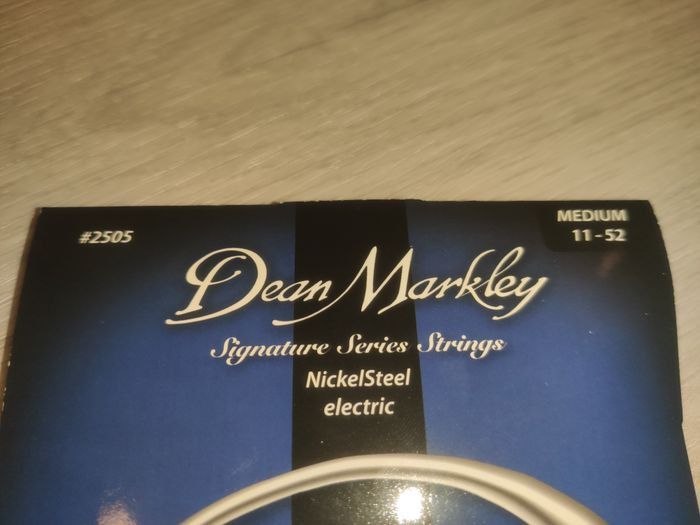 #2505
MEDIUM
11-52
Dean Markley
Signature Series Strings
NickelSteel
electric